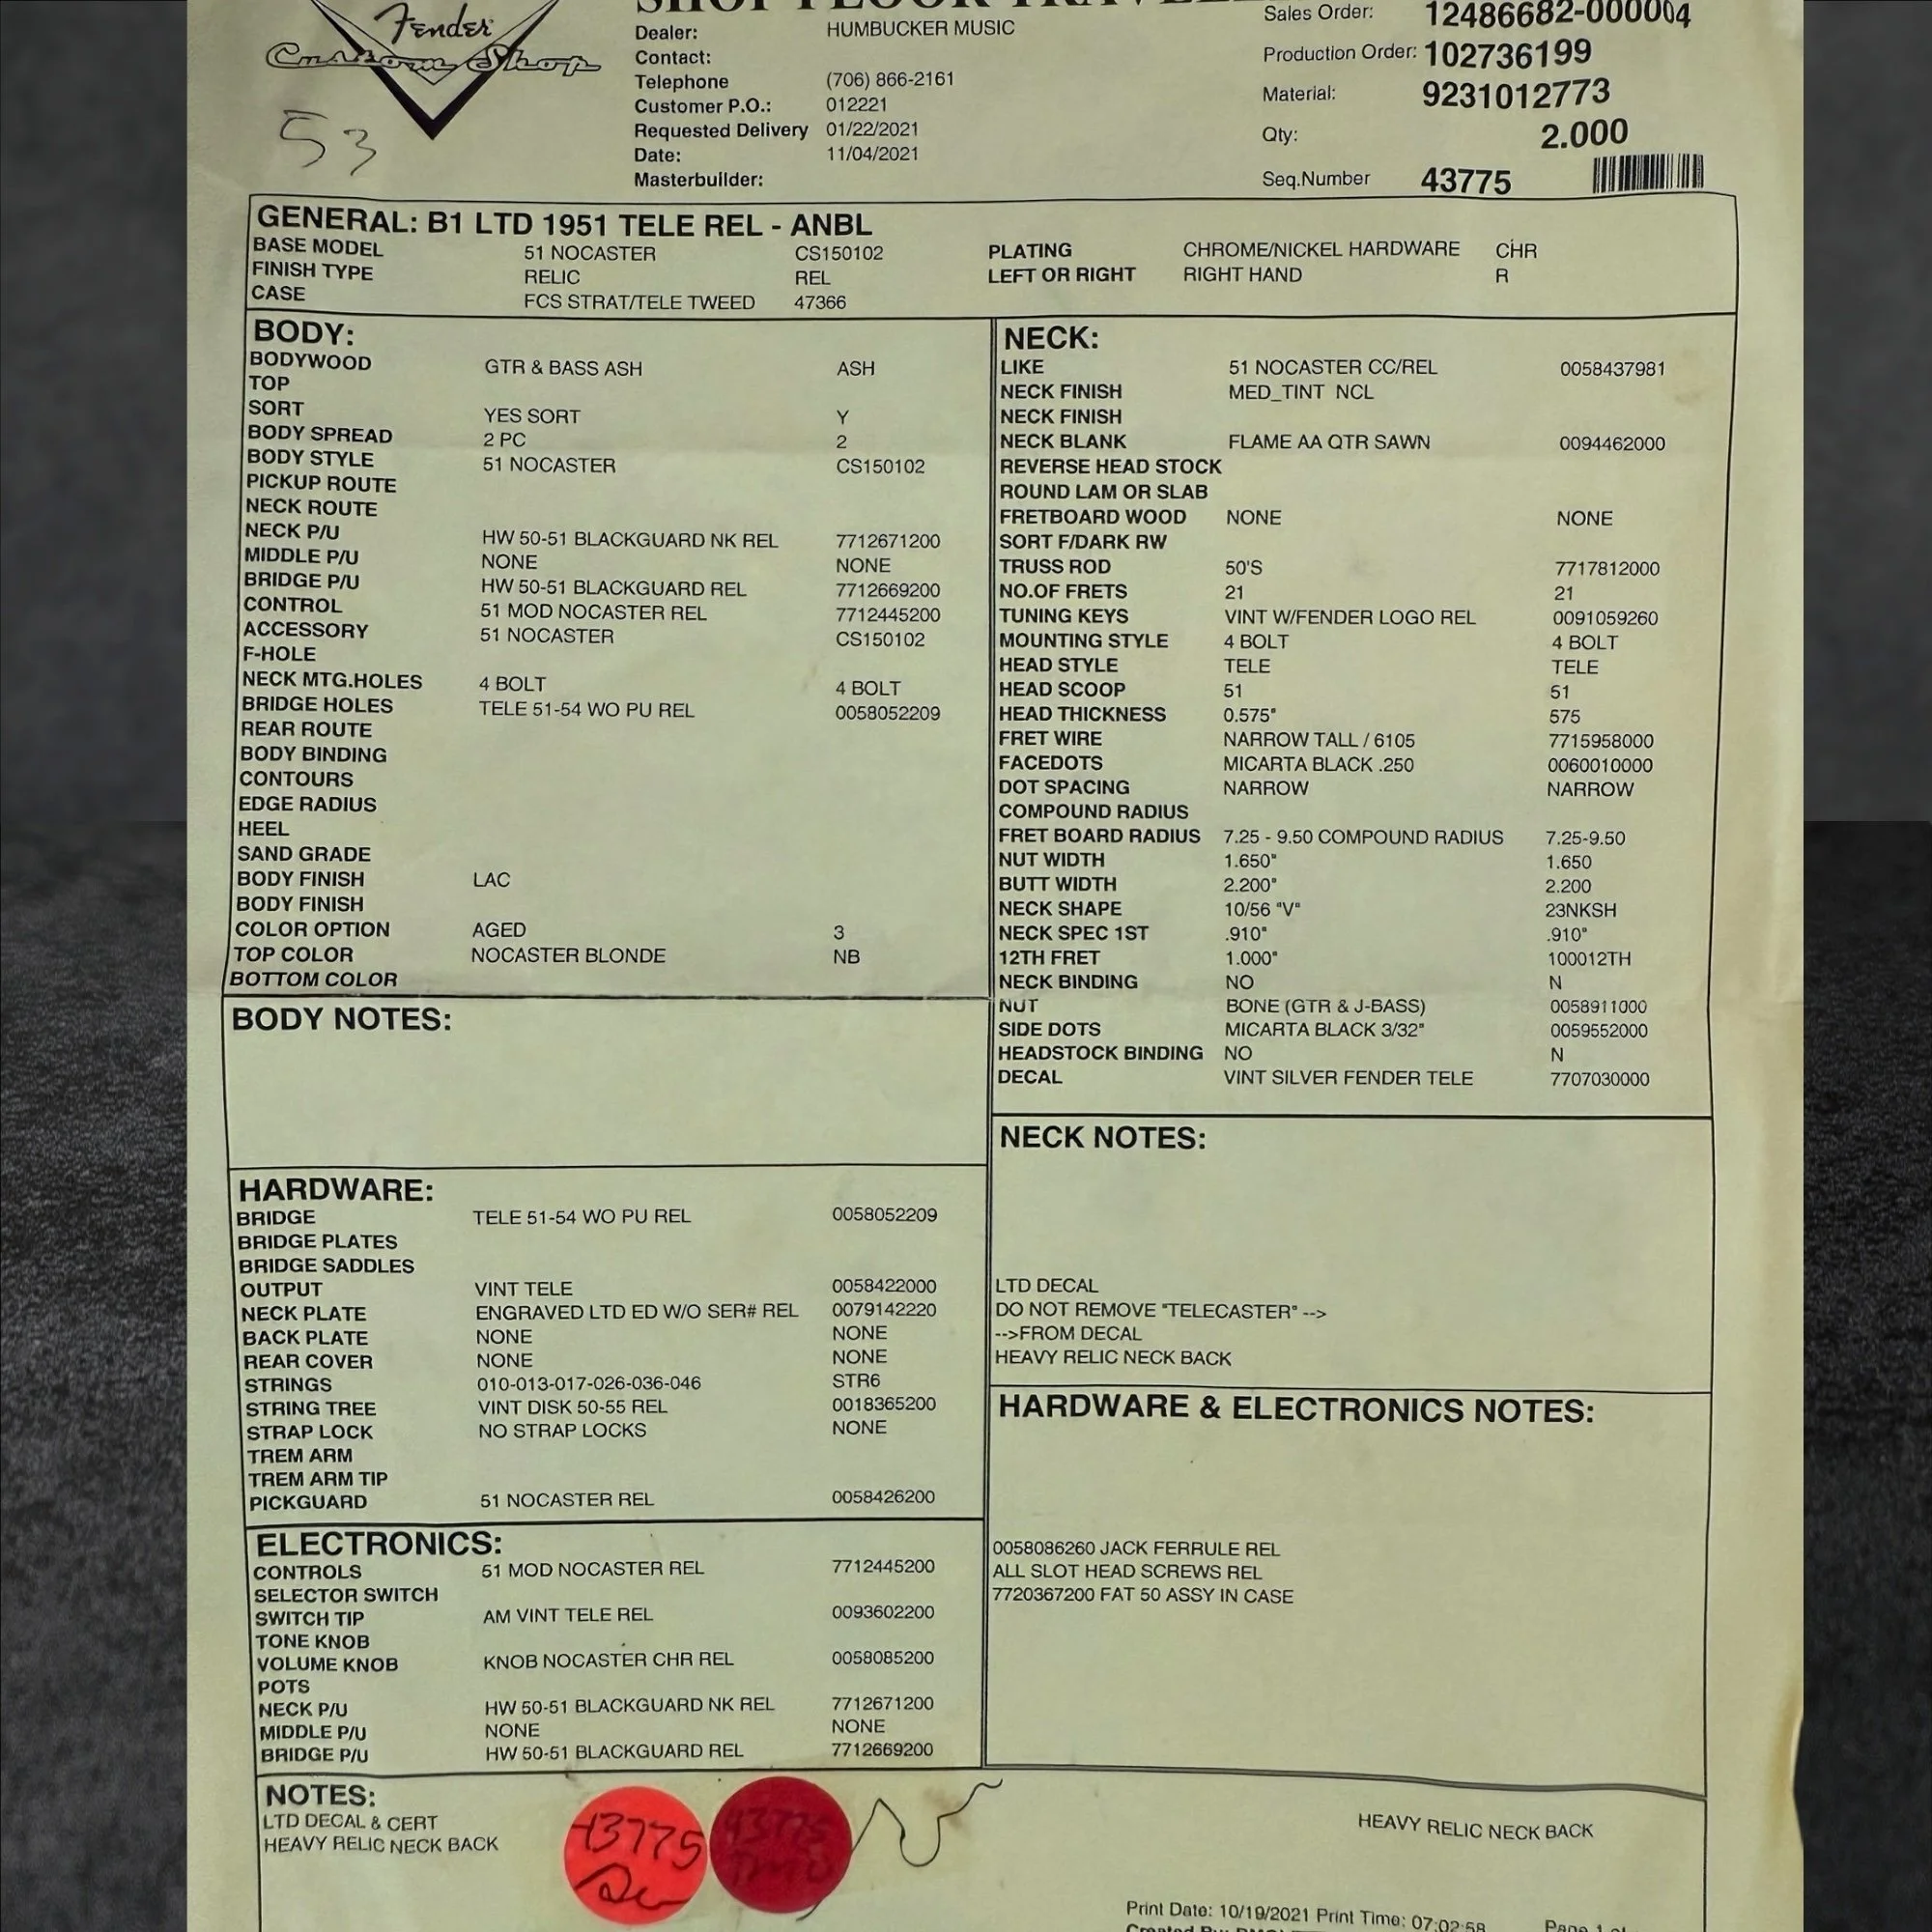 SHOP FLOOR TRAVELE
Fender
Custom Shop
53
Dealer: HUMBUCKER MUSIC
Contact:
Telephone (706) 866-2161
Customer P.O.: 012221
Requested Delivery 01/22/2021
Date: 11/04/2021
Masterbuilder:
Sales Order: 12486682-000004
Production Order: 102736199
Material: 9231012773
Qty: 2.000
Seq.Number 43775
GENERAL: B1 LTD 1951 TELE REL - ANBL
BASE MODEL 51 NOCASTER CS150102
FINISH TYPE RELIC REL
CASE FCS STRAT/TELE TWEED 47366
PLATING CHROME/NICKEL HARDWARE CHR
LEFT OR RIGHT RIGHT HAND R
BODY:
BODYWOOD GTR & BASS ASH ASH
TOP
SORT YES SORT Y
BODY SPREAD 2 PC 2
BODY STYLE 51 NOCASTER CS150102
PICKUP ROUTE
NECK ROUTE
NECK P/U HW 50-51 BLACKGUARD NK REL 7712671200
MIDDLE P/U NONE NONE
BRIDGE P/U HW 50-51 BLACKGUARD REL 7712669200
CONTROL 51 MOD NOCASTER REL 7712445200
ACCESSORY 51 NOCASTER CS150102
F-HOLE
NECK MTG.HOLES 4 BOLT 4 BOLT
BRIDGE HOLES TELE 51-54 WO PU REL 0058052209
REAR ROUTE
BODY BINDING
CONTOURS
EDGE RADIUS
HEEL
SAND GRADE
BODY FINISH LAC
BODY FINISH
COLOR OPTION AGED 3
TOP COLOR NOCASTER BLONDE NB
BOTTOM COLOR
BODY NOTES:
HARDWARE:
BRIDGE TELE 51-54 WO PU REL 0058052209
BRIDGE PLATES
BRIDGE SADDLES
OUTPUT VINT TELE 0058422000
NECK PLATE ENGRAVED LTD ED W/O SER# REL 0079142220
BACK PLATE NONE NONE
REAR COVER NONE NONE
STRINGS 010-013-017-026-036-046 STR6
STRING TREE VINT DISK 50-55 REL 0018365200
STRAP LOCK NO STRAP LOCKS NONE
TREM ARM
TREM ARM TIP
PICKGUARD 51 NOCASTER REL 0058426200
ELECTRONICS:
CONTROLS 51 MOD NOCASTER REL 7712445200
SELECTOR SWITCH
SWITCH TIP AM VINT TELE REL 0093602200
TONE KNOB
VOLUME KNOB KNOB NOCASTER CHR REL 0058085200
POTS
NECK P/U HW 50-51 BLACKGUARD NK REL 7712671200
MIDDLE P/U NONE NONE
BRIDGE P/U HW 50-51 BLACKGUARD REL 7712669200
NECK:
LIKE 51 NOCASTER CC/REL 0058437981
NECK FINISH MED_TINT NCL
NECK FINISH
NECK BLANK FLAME AA QTR SAWN 0094462000
REVERSE HEAD STOCK
ROUND LAM OR SLAB
FRETBOARD WOOD NONE NONE
SORT F/DARK RW
TRUSS ROD 50'S 7717812000
NO.OF FRETS 21 21
TUNING KEYS VINT W/FENDER LOGO REL 0091059260
MOUNTING STYLE 4 BOLT 4 BOLT
HEAD STYLE TELE TELE
HEAD SCOOP 51 51
HEAD THICKNESS 0.575" 575
FRET WIRE NARROW TALL / 6105 7715958000
FACEDOTS MICARTA BLACK .250 0060010000
DOT SPACING NARROW NARROW
COMPOUND RADIUS
FRET BOARD RADIUS 7.25 - 9.50 COMPOUND RADIUS 7.25-9.50
NUT WIDTH 1.650" 1.650
BUTT WIDTH 2.200" 2.200
NECK SHAPE 10/56 "V" 23NKSH
NECK SPEC 1ST .910" .910"
12TH FRET 1.000" 100012TH
NECK BINDING NO N
NUT BONE (GTR & J-BASS) 0058911000
SIDE DOTS MICARTA BLACK 3/32" 0059552000
HEADSTOCK BINDING NO N
DECAL VINT SILVER FENDER TELE 7707030000
NECK NOTES:
LTD DECAL
DO NOT REMOVE "TELECASTER" -->
-->FROM DECAL
HEAVY RELIC NECK BACK
HARDWARE & ELECTRONICS NOTES:
0058086260 JACK FERRULE REL
ALL SLOT HEAD SCREWS REL
7720367200 FAT 50 ASSY IN CASE
NOTES:
LTD DECAL & CERT
HEAVY RELIC NECK BACK
43775
43775
HEAVY RELIC NECK BACK
Print Date: 10/19/2021 Print Time: 07:02:58
Page 1 of